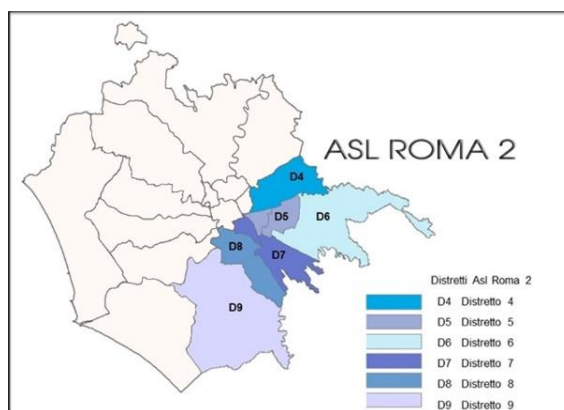 ASL ROMA 2
D4
D5
D6
D8
D7
D9
Distretti Asl Roma 2
D4 Distretto 4
D5 Distretto 5
D6 Distretto 6
D7 Distretto 7
D8 Distretto 8
D9 Distretto 9